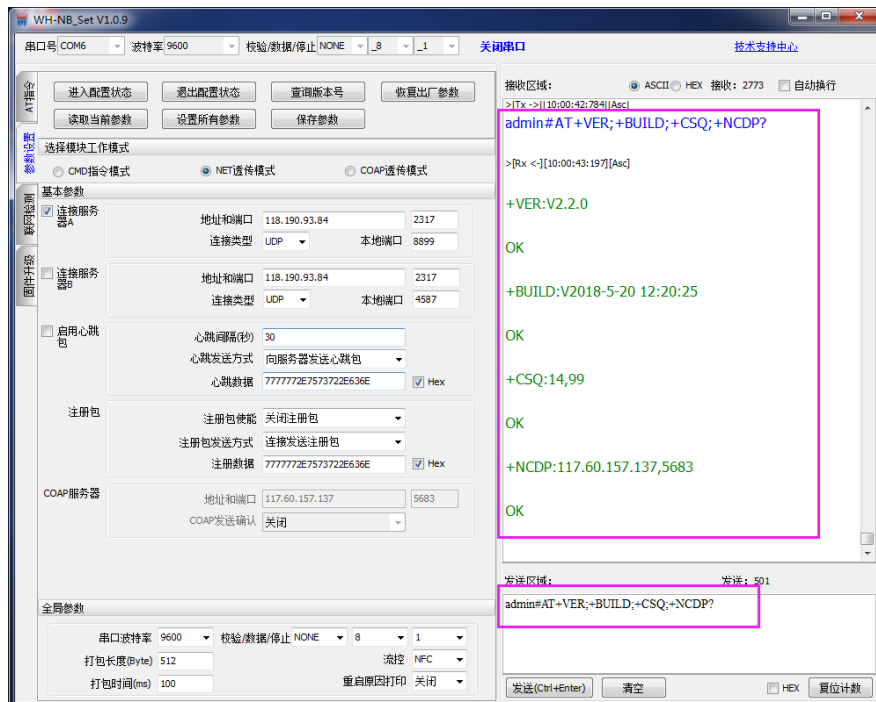 WH-NB_Set V1.0.9
串口号 COM6 波特率 9600 校验/数据/停止 NONE _8 _1 关闭串口 技术支持中心
AT指令
参数设置
联网检测
固件升级
进入配置状态 退出配置状态 查询版本号 恢复出厂参数
读取当前参数 设置所有参数 保存参数
选择模块工作模式
CMD指令模式 NET透传模式 COAP透传模式
基本参数
连接服务器A 地址和端口 118.190.93.84 2317
连接类型 UDP 本地端口 8899
连接服务器B 地址和端口 118.190.93.84 2317
连接类型 UDP 本地端口 4587
启用心跳包 心跳间隔(秒) 30
心跳发送方式 向服务器发送心跳包
心跳数据 7777772E7573722E636E Hex
注册包 注册包使能 关闭注册包
注册包发送方式 连接发送注册包
注册数据 7777772E7573722E636E Hex
COAP服务器 地址和端口 117.60.157.137 5683
COAP发送确认 关闭
全局参数
串口波特率 9600 校验/数据/停止 NONE 8 1
打包长度(Byte) 512 流控 NFC
打包时间(ms) 100 重启原因打印 关闭
接收区域: ASCII HEX 接收: 2773 自动换行
>[Tx ->][10:00:42:784][Asc]
admin#AT+VER;+BUILD;+CSQ;+NCDP?
>[Rx <-][10:00:43:197][Asc]
+VER:V2.2.0
OK
+BUILD:V2018-5-20 12:20:25
OK
+CSQ:14,99
OK
+NCDP:117.60.157.137,5683
OK
发送区域: 发送: 501
admin#AT+VER;+BUILD;+CSQ;+NCDP?
发送(Ctrl+Enter) 清空 HEX 复位计数